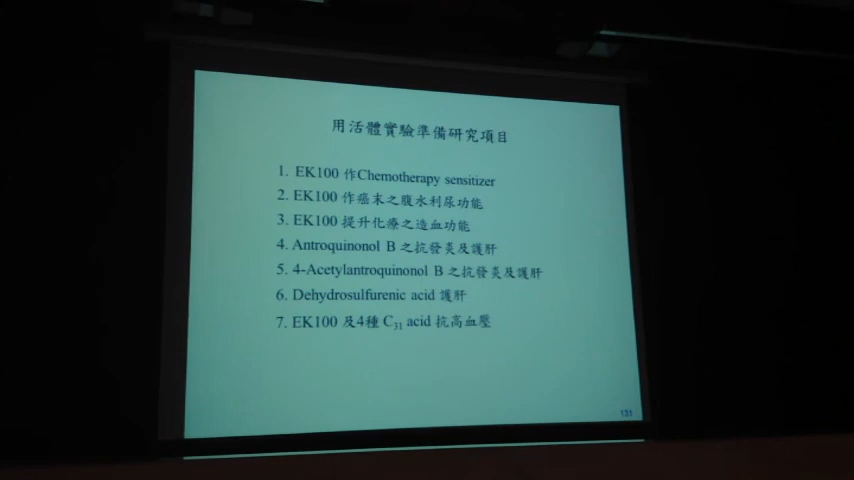 用活體實驗準備研究項目
1. EK100 作Chemotherapy sensitizer
2. EK100 作癌末之腹水利尿功能
3. EK100 提升化療之造血功能
4. Antroquinonol B 之抗發炎及護肝
5. 4-Acetylantroquinonol B 之抗發炎及護肝
6. Dehydrosulfurenic acid 護肝
7. EK100 及4種 C31 acid 抗高血壓
131